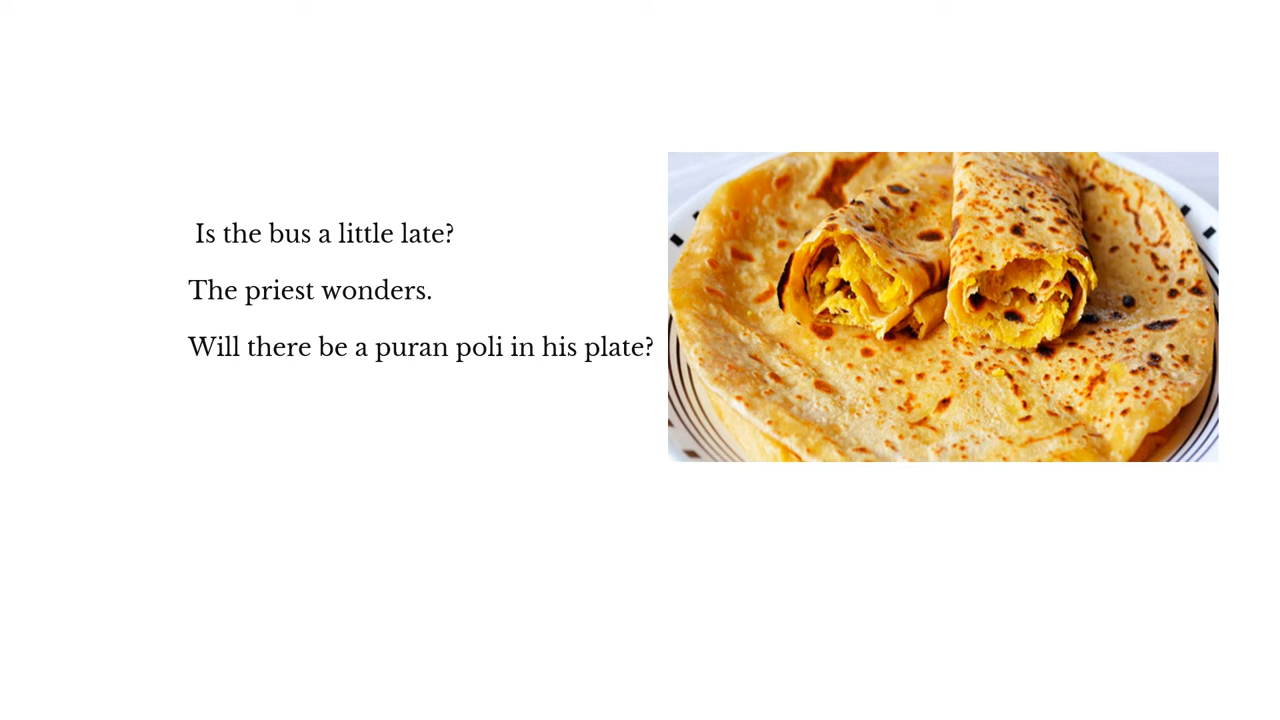 Is the bus a little late?
The priest wonders.
Will there be a puran poli in his plate?